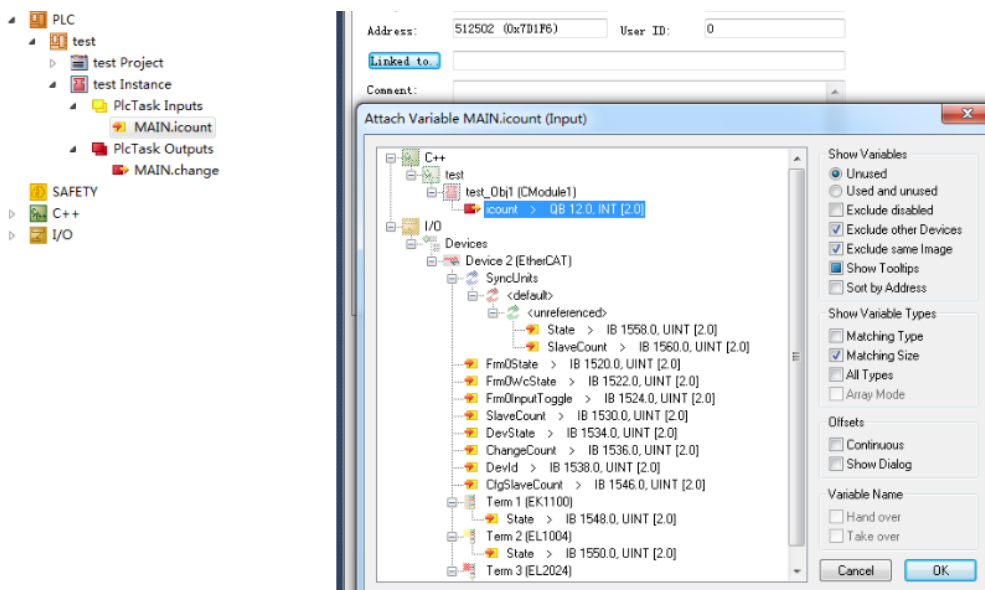 PLC
test
test Project
test Instance
PlcTask Inputs
MAIN.icount
PlcTask Outputs
MAIN.change
SAFETY
C++
I/O
Address: 512502 (0x7D1F6) User ID: 0
Linked to..
Comment:
Attach Variable MAIN.icount (Input)
C++
test
test_Obj1 (CModule1)
icount > QB 12.0, INT [2.0]
I/O
Devices
Device 2 (EtherCAT)
SyncUnits
<default>
<unreferenced>
State > IB 1558.0, UINT [2.0]
SlaveCount > IB 1560.0, UINT [2.0]
Frm0State > IB 1520.0, UINT [2.0]
Frm0WcState > IB 1522.0, UINT [2.0]
Frm0InputToggle > IB 1524.0, UINT [2.0]
SlaveCount > IB 1530.0, UINT [2.0]
DevState > IB 1534.0, UINT [2.0]
ChangeCount > IB 1536.0, UINT [2.0]
DevId > IB 1538.0, UINT [2.0]
CfgSlaveCount > IB 1546.0, UINT [2.0]
Term 1 (EK1100)
State > IB 1548.0, UINT [2.0]
Term 2 (EL1004)
State > IB 1550.0, UINT [2.0]
Term 3 (EL2024)
Show Variables
Unused
Used and unused
Exclude disabled
Exclude other Devices
Exclude same Image
Show Tooltips
Sort by Address
Show Variable Types
Matching Type
Matching Size
All Types
Array Mode
Offsets
Continuous
Show Dialog
Variable Name
Hand over
Take over
Cancel OK